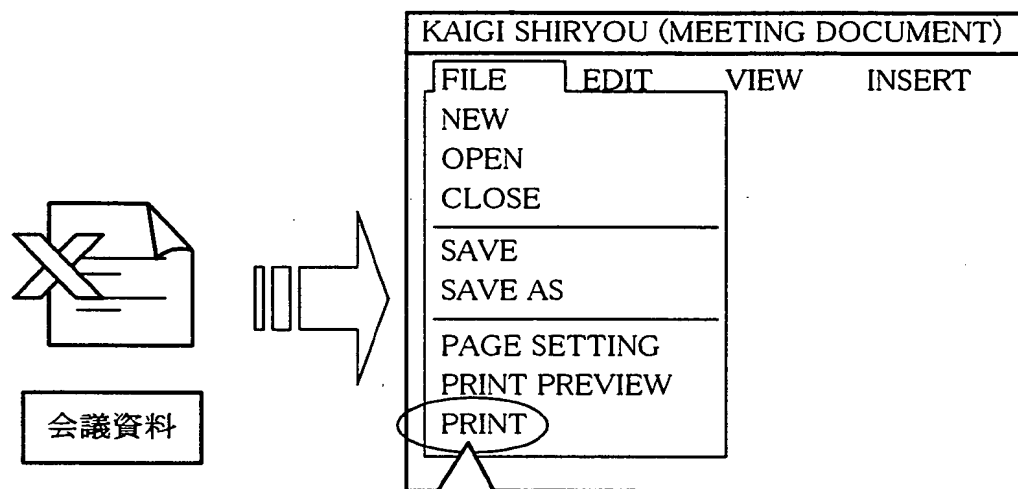 KAIGI SHIRYOU (MEETING DOCUMENT)
FILE EDIT VIEW INSERT
NEW
OPEN
CLOSE
SAVE
SAVE AS
PAGE SETTING
PRINT PREVIEW
PRINT
会議資料